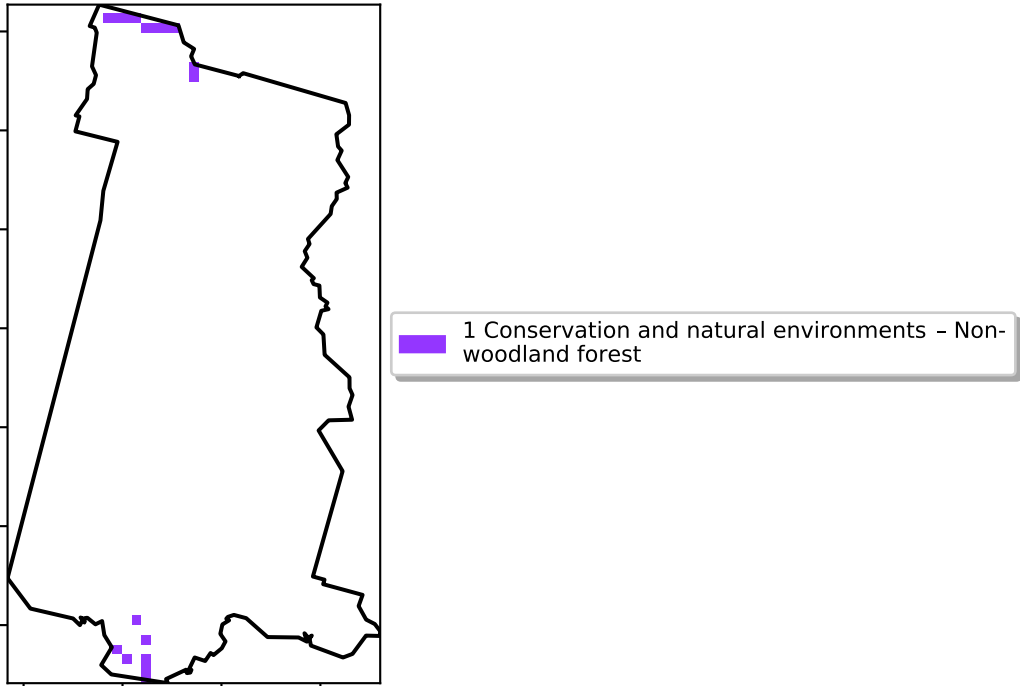 1 Conservation and natural environments – Non-
woodland forest